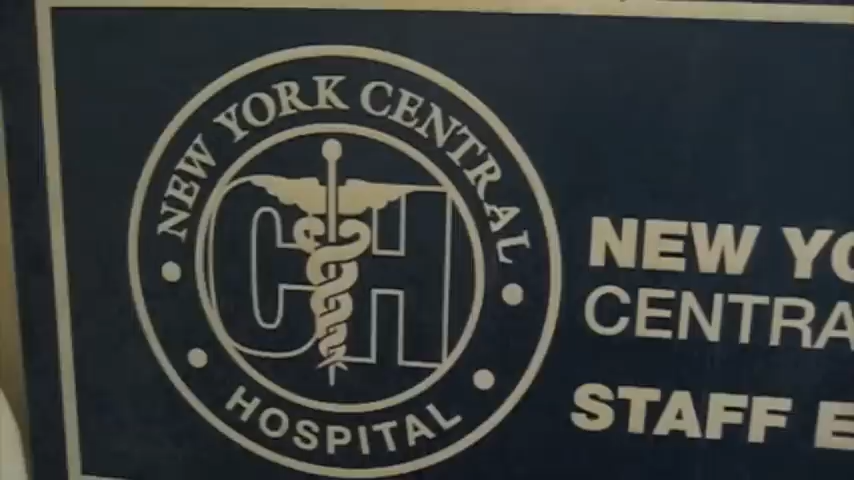 NEW YORK CENTRAL
CH
HOSPITAL
NEW YO
CENTRA
STAFF E